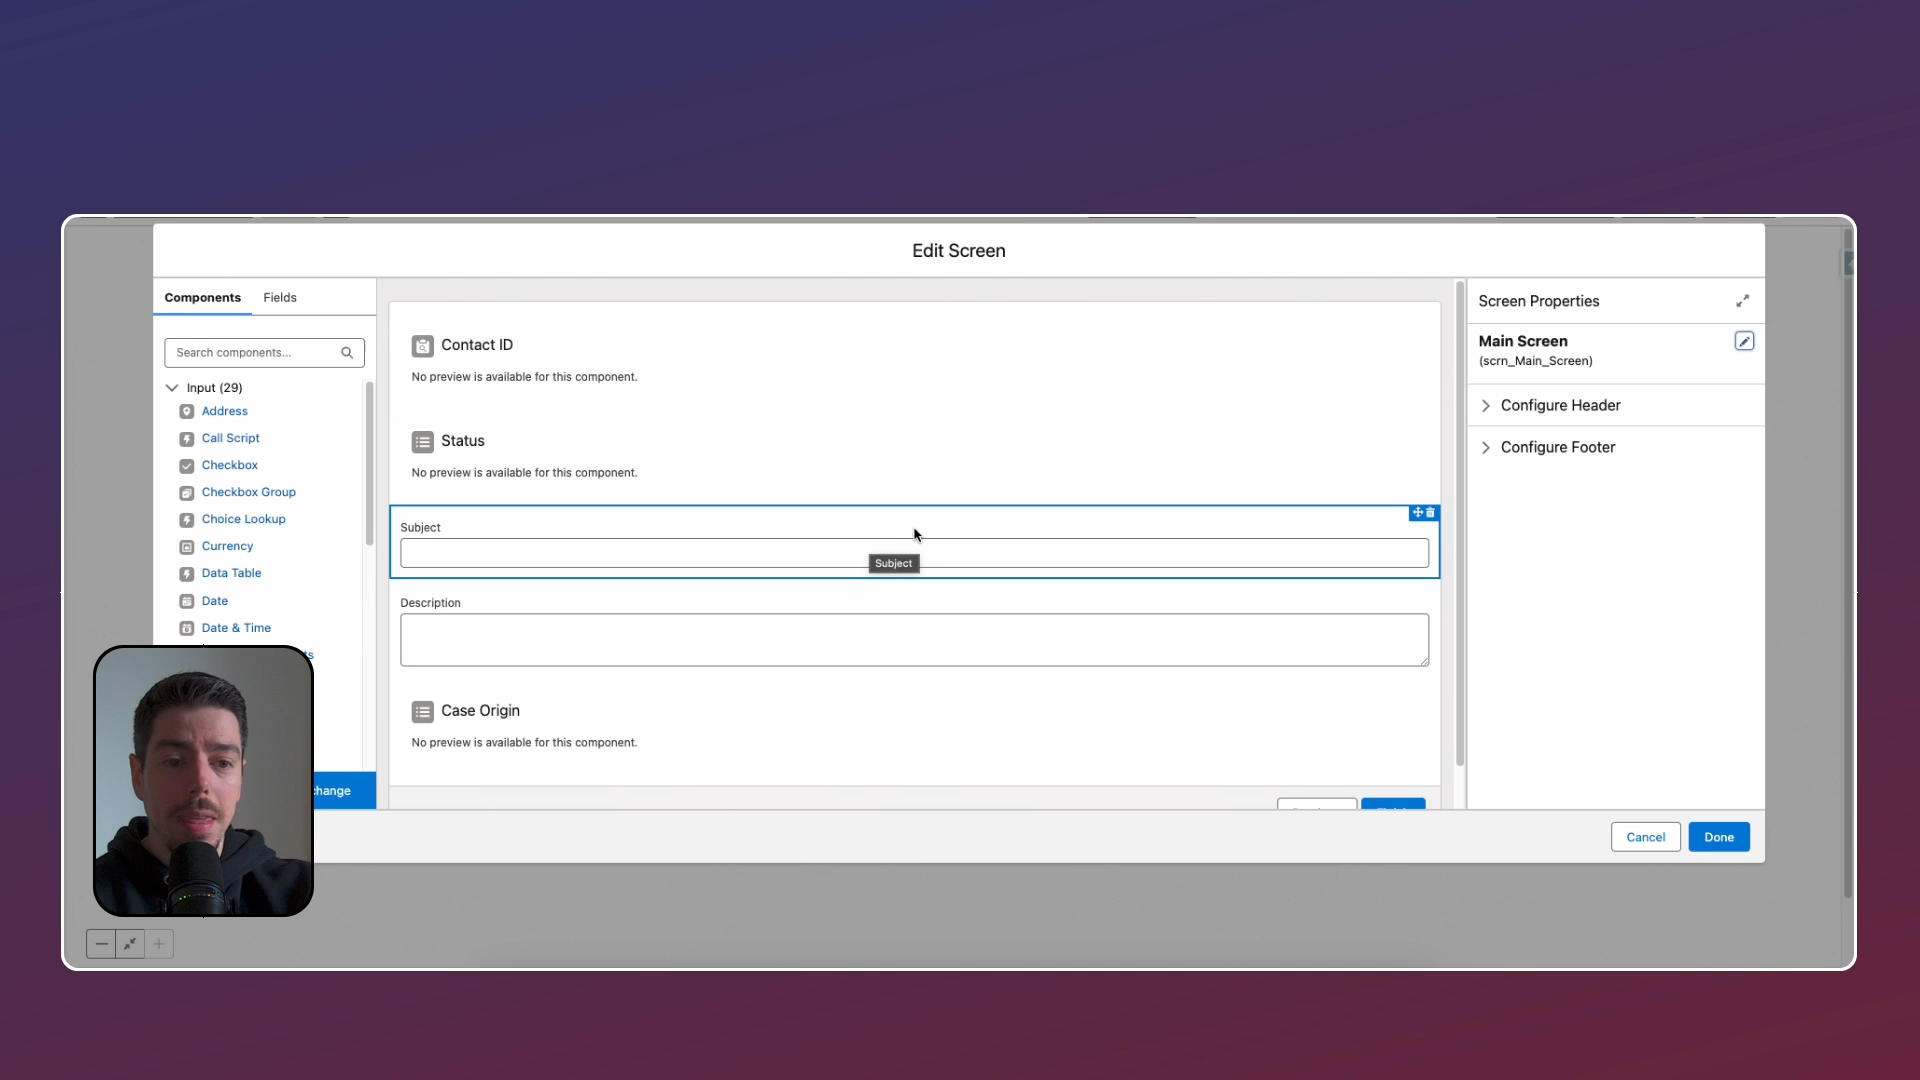 Edit Screen
Components
Fields
Search components...
Input (29)
Address
Call Script
Checkbox
Checkbox Group
Choice Lookup
Currency
Data Table
Date
Date & Time
Contact ID
No preview is available for this component.
Status
No preview is available for this component.
Subject
Subject
Description
Case Origin
No preview is available for this component.
Screen Properties
Main Screen
(scrn_Main_Screen)
Configure Header
Configure Footer
Cancel
Done